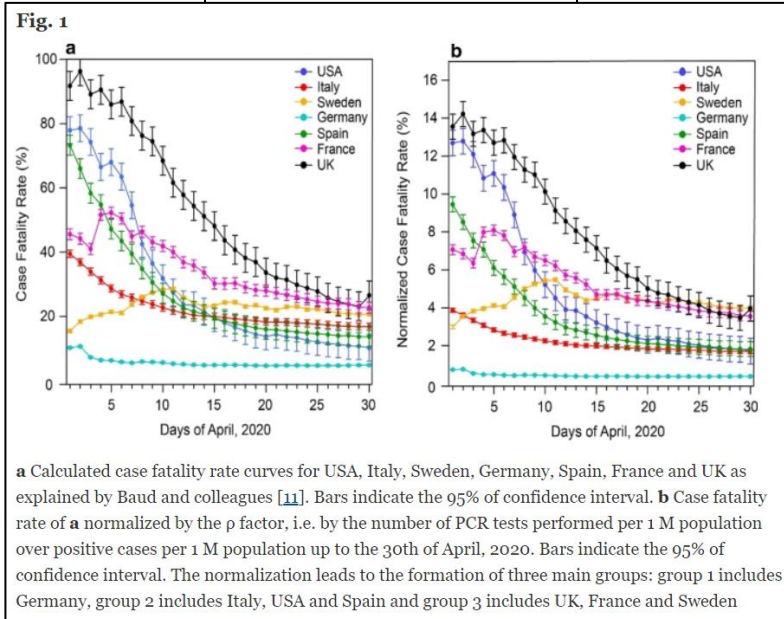 Fig. 1
a
100
80
60
40
20
0
Case Fatality Rate (%)
USA
Italy
Sweden
Germany
Spain
France
UK
5 10 15 20 25 30
Days of April, 2020
b
16
14
12
10
8
6
4
2
0
Normalized Case Fatality Rate (%)
USA
Italy
Sweden
Germany
Spain
France
UK
5 10 15 20 25 30
Days of April, 2020
a Calculated case fatality rate curves for USA, Italy, Sweden, Germany, Spain, France and UK as
explained by Baud and colleagues [11]. Bars indicate the 95% of confidence interval. b Case fatality
rate of a normalized by the ρ factor, i.e. by the number of PCR tests performed per 1 M population
over positive cases per 1 M population up to the 30th of April, 2020. Bars indicate the 95% of
confidence interval. The normalization leads to the formation of three main groups: group 1 includes
Germany, group 2 includes Italy, USA and Spain and group 3 includes UK, France and Sweden